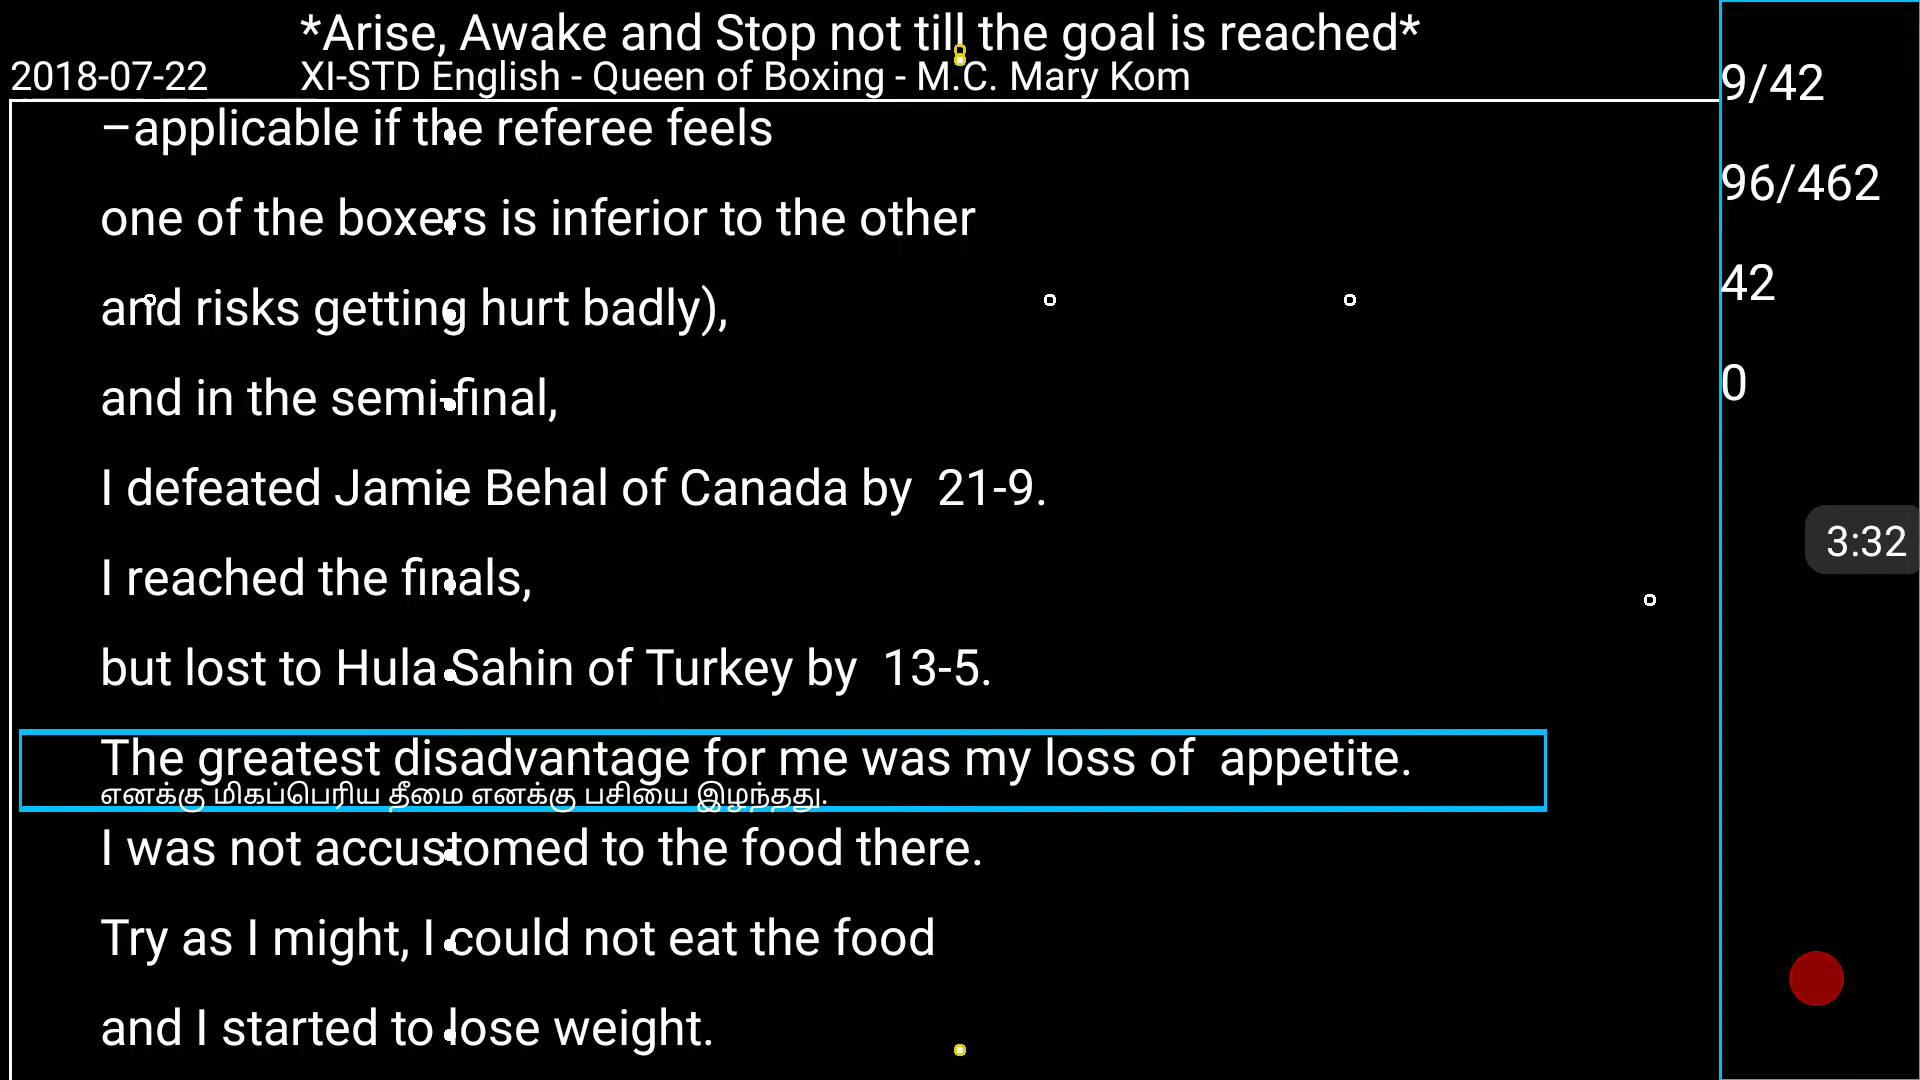 *Arise, Awake and Stop not till the goal is reached*
2018-07-22 XI-STD English - Queen of Boxing - M.C. Mary Kom
–applicable if the referee feels
one of the boxers is inferior to the other
and risks getting hurt badly),
and in the semi-final,
I defeated Jamie Behal of Canada by 21-9.
I reached the finals,
but lost to Hula Sahin of Turkey by 13-5.
The greatest disadvantage for me was my loss of appetite.
எனக்கு மிகப்பெரிய தீமை எனக்கு பசியை இழந்தது.
I was not accustomed to the food there.
Try as I might, I could not eat the food
and I started to lose weight.
9/42
96/462
42
0
3:32